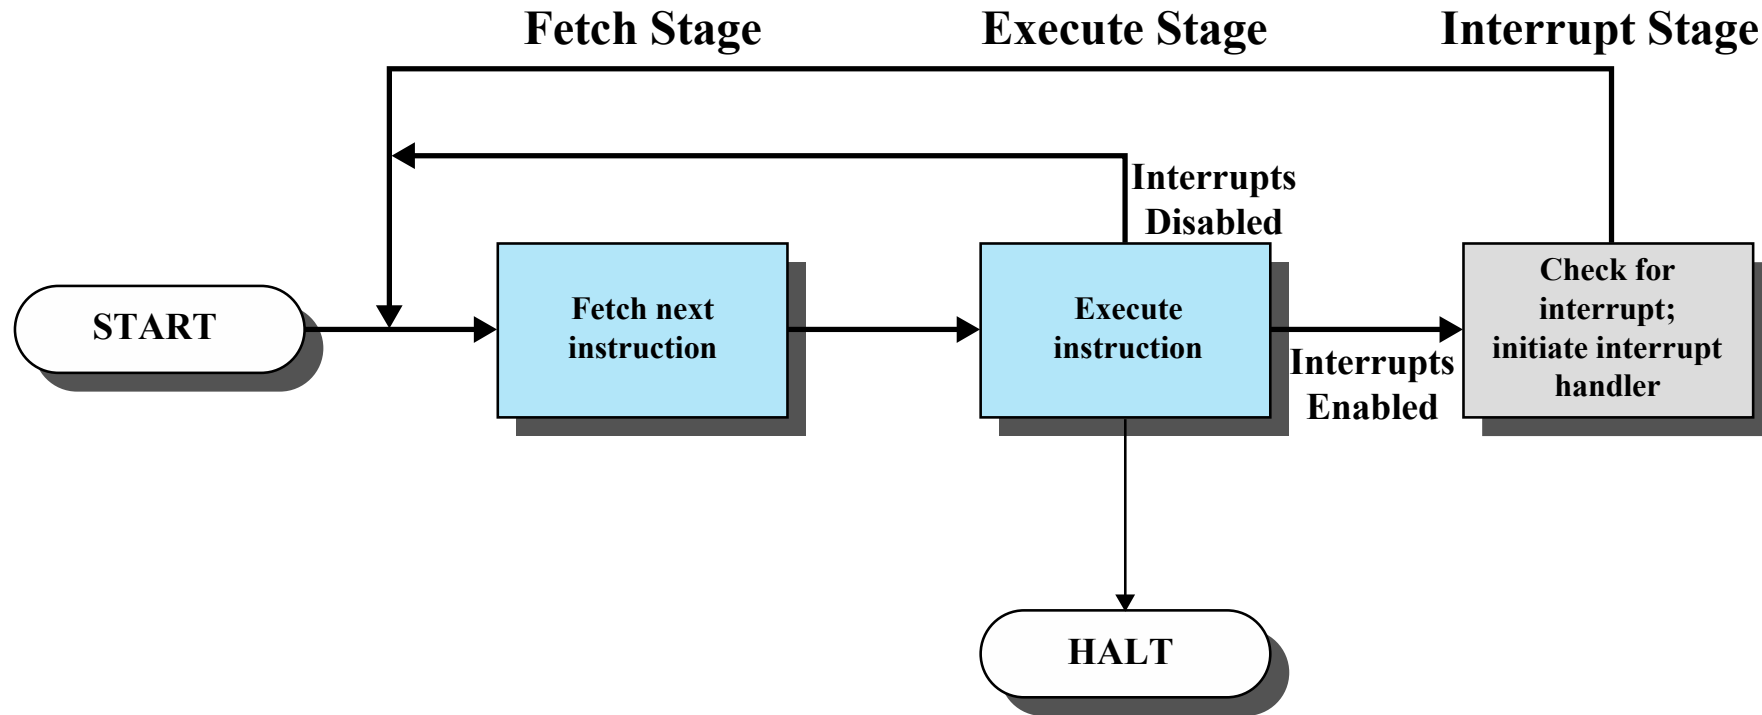 Fetch Stage
Execute Stage
Interrupt Stage
Interrupts
Disabled
START
Fetch next
instruction
Execute
instruction
Interrupts
Enabled
Check for
interrupt;
initiate interrupt
handler
HALT